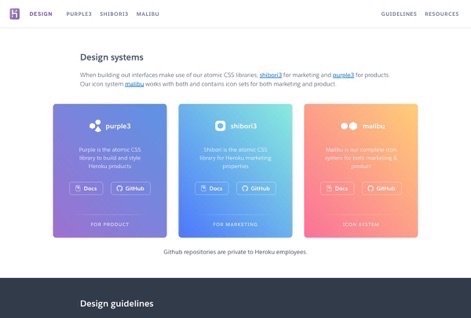 DESIGN PURPLE3 SHIBORI3 MALIBU GUIDELINES RESOURCES
Design systems
When building out interfaces make use of our atomic CSS libraries, shibori3 for marketing and purple3 for products.
Our icon system malibu works with both and contains icon sets for both marketing and product.
purple3
Purple is the atomic CSS
library to build and style
Heroku products
Docs GitHub
FOR PRODUCT
shibori3
Shibori is the atomic CSS
library for Heroku marketing
properties
Docs GitHub
FOR MARKETING
malibu
Malibu is our complete icon
system for both marketing &
product
Docs GitHub
ICON SYSTEM
Github repositories are private to Heroku employees.
Design guidelines